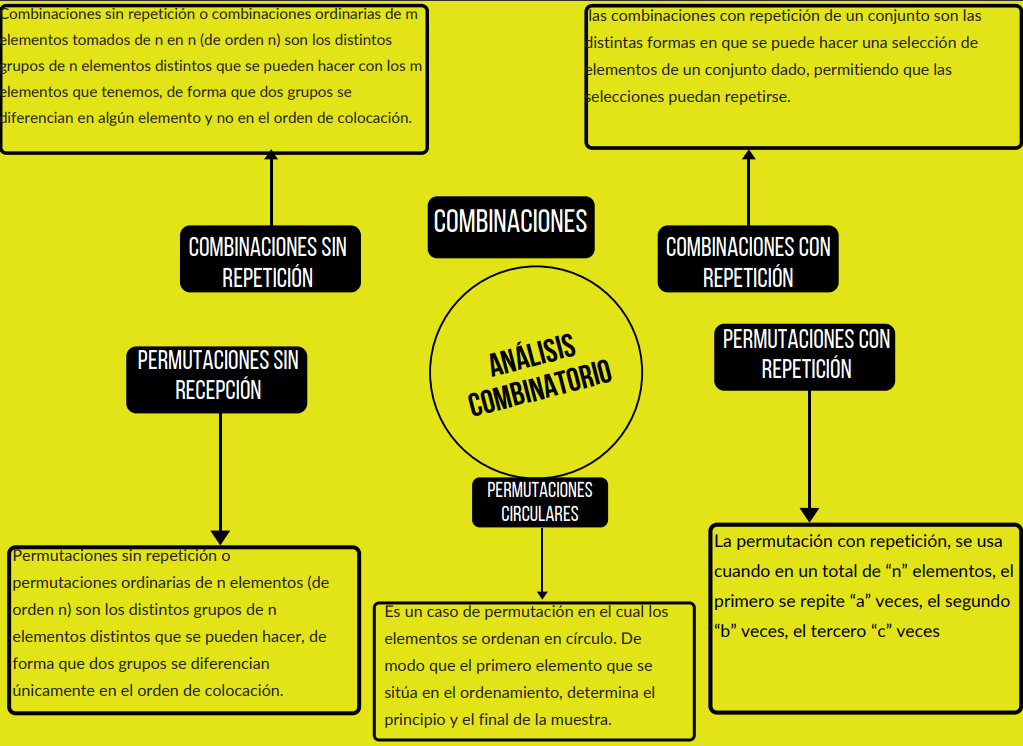 Combinaciones sin repetición o combinaciones ordinarias de m
elementos tomados de n en n (de orden n) son los distintos
grupos de n elementos distintos que se pueden hacer con los m
elementos que tenemos, de forma que dos grupos se
diferencian en algún elemento y no en el orden de colocación.
las combinaciones con repetición de un conjunto son las
distintas formas en que se puede hacer una selección de
elementos de un conjunto dado, permitiendo que las
selecciones puedan repetirse.
COMBINACIONES
COMBINACIONES SIN
REPETICIÓN
COMBINACIONES CON
REPETICIÓN
PERMUTACIONES SIN
RECEPCIÓN
ANÁLISIS
COMBINATORIO
PERMUTACIONES CON
REPETICIÓN
PERMUTACIONES
CIRCULARES
Permutaciones sin repetición o
permutaciones ordinarias de n elementos (de
orden n) son los distintos grupos de n
elementos distintos que se pueden hacer, de
forma que dos grupos se diferencian
únicamente en el orden de colocación.
Es un caso de permutación en el cual los
elementos se ordenan en círculo. De
modo que el primero elemento que se
sitúa en el ordenamiento, determina el
principio y el final de la muestra.
La permutación con repetición, se usa
cuando en un total de “n” elementos, el
primero se repite “a” veces, el segundo
“b” veces, el tercero “c” veces